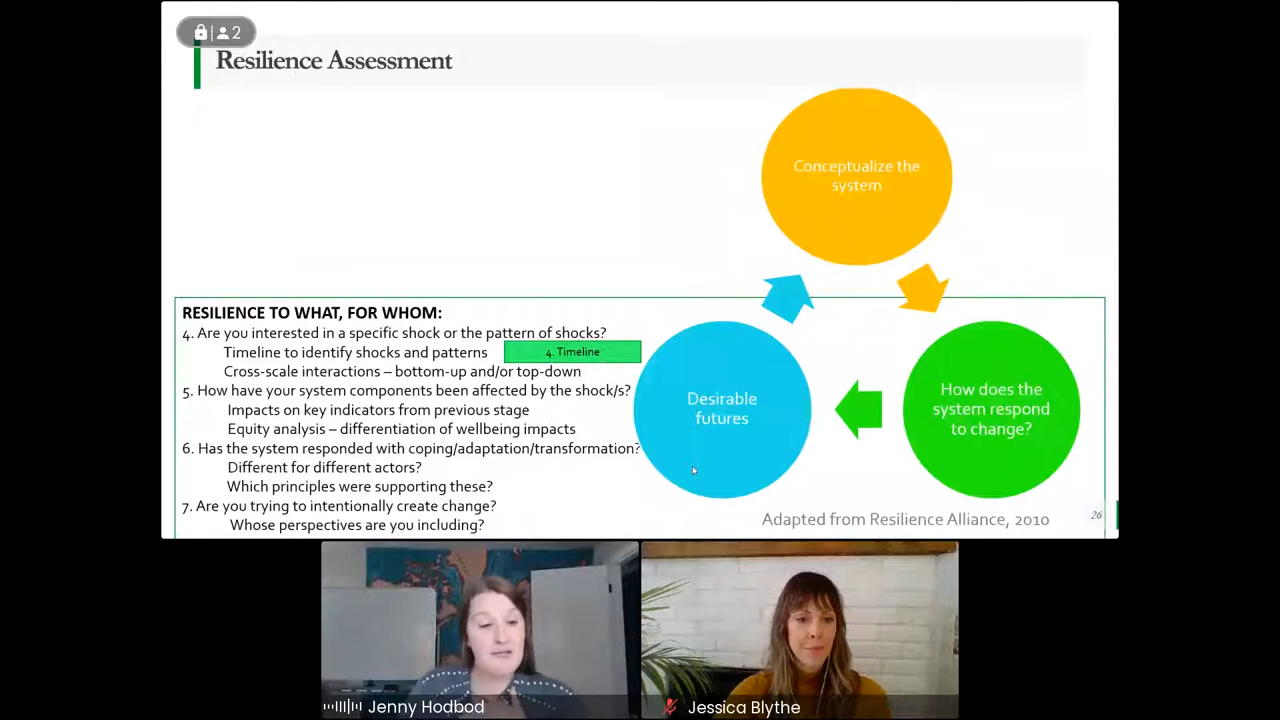 2
Resilience Assessment
Conceptualize the
system
RESILIENCE TO WHAT, FOR WHOM:
4. Are you interested in a specific shock or the pattern of shocks?
Timeline to identify shocks and patterns
4. Timeline
Cross-scale interactions – bottom-up and/or top-down
5. How have your system components been affected by the shock/s?
Impacts on key indicators from previous stage
Equity analysis – differentiation of wellbeing impacts
6. Has the system responded with coping/adaptation/transformation?
Different for different actors?
Which principles were supporting these?
7. Are you trying to intentionally create change?
Whose perspectives are you including?
Desirable
futures
How does the
system respond
to change?
Adapted from Resilience Alliance, 2010
26
Jenny Hodbod
Jessica Blythe